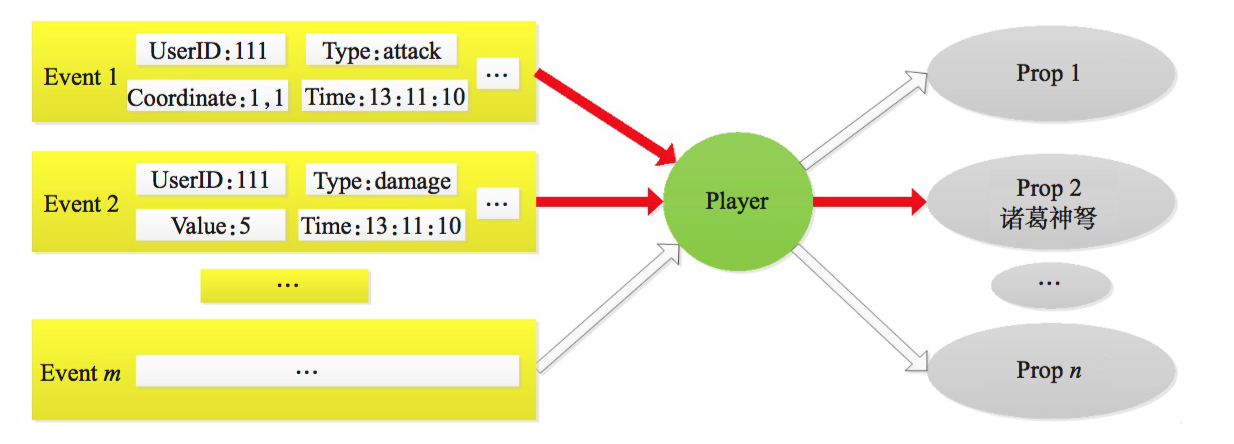 Event 1
UserID:111
Type:attack
Coordinate:1,1
Time:13:11:10
…
Event 2
UserID:111
Type:damage
Value:5
Time:13:11:10
…
…
Event m
…
Player
Prop 1
Prop 2
诸葛神弩
…
Prop n